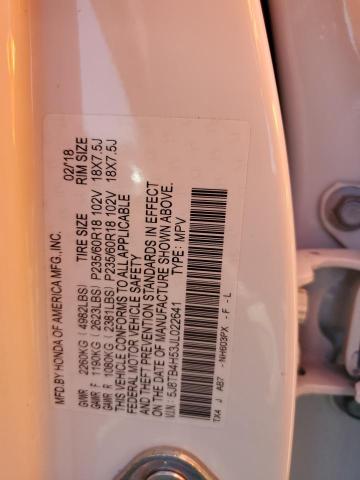 MFD.BY HONDA OF AMERICA MFG.,INC. 02/18
TIRE SIZE RIM SIZE
GVWR 2260KG (4982LBS)
GAWR F 1190KG (2623LBS) P235/60R18 102V 18X7.5J
GAWR R 1080KG (2381LBS) P235/60R18 102V 18X7.5J
THIS VEHICLE CONFORMS TO ALL APPLICABLE
FEDERAL MOTOR VEHICLE SAFETY
AND THEFT PREVENTION STANDARDS IN EFFECT
ON THE DATE OF MANUFACTURE SHOWN ABOVE.
V.I.N: 5J8TB4H53JL022641 TYPE: MPV
TX4 J AB7 -NH603PX - F - L